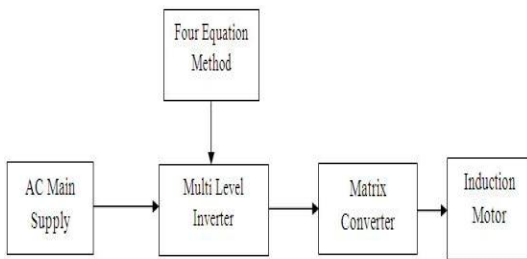 Four Equation
Method
AC Main
Supply
Multi Level
Inverter
Matrix
Converter
Induction
Motor